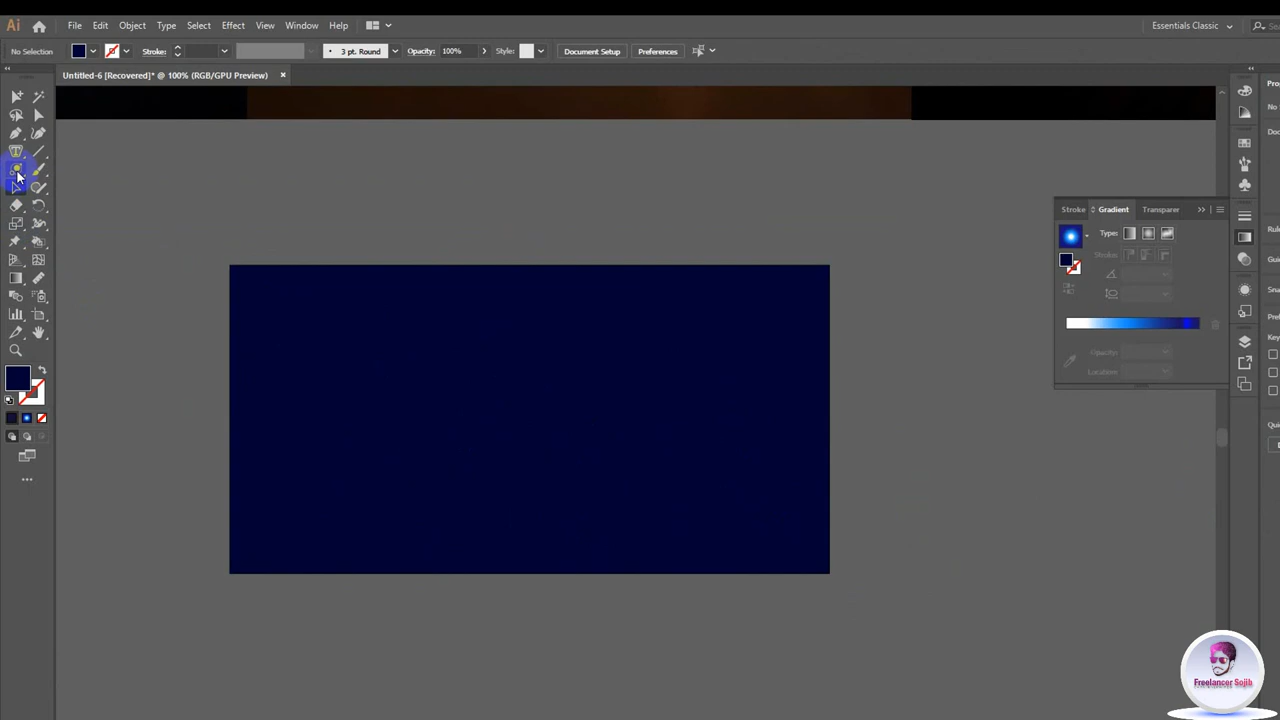 Ai File Edit Object Type Select Effect View Window Help Essentials Classic
No Selection Stroke: 3 pt. Round Opacity: 100% Style: Document Setup Preferences
Untitled-6 [Recovered]* @ 100% (RGB/GPU Preview)
Stroke Gradient Transparer
Type:
Stroke:
Opacity:
Location:
Freelancer Sojib